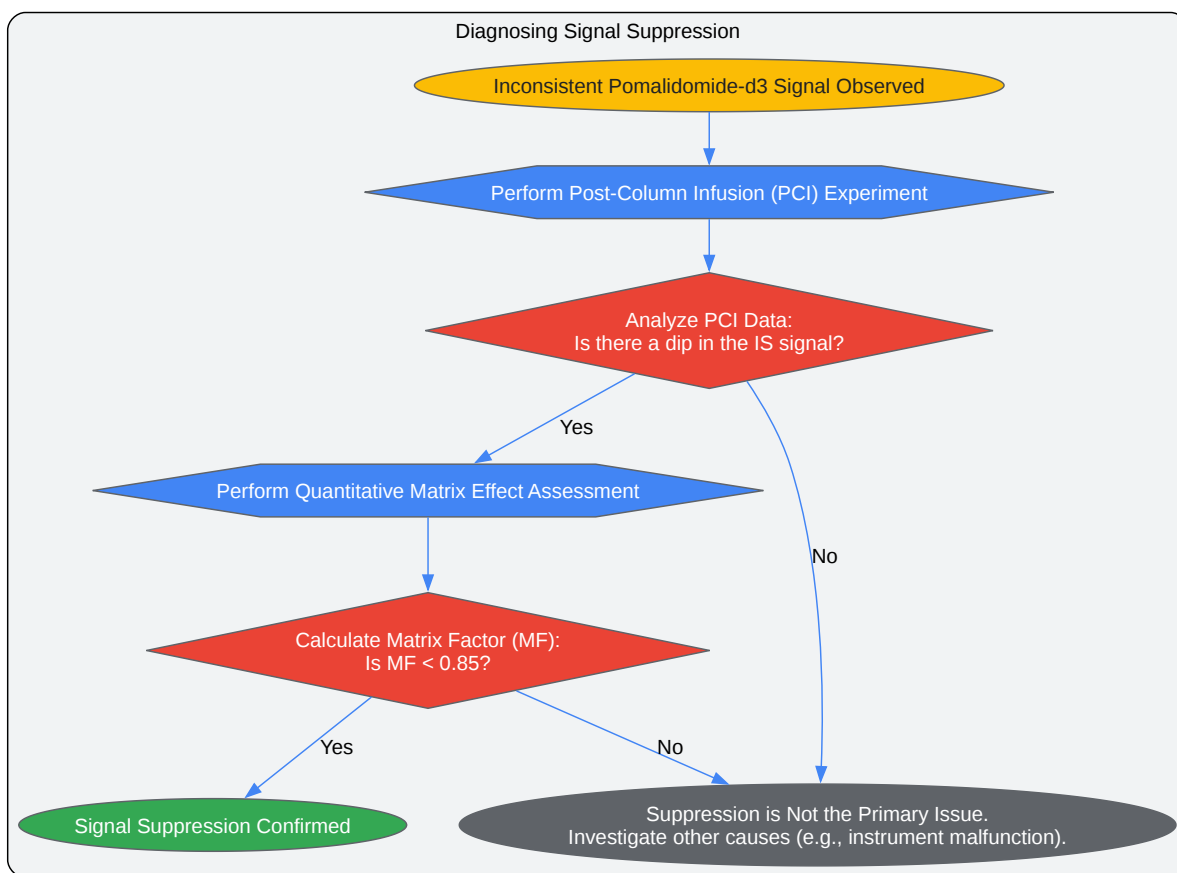 Diagnosing Signal Suppression
Inconsistent Pomalidomide-d3 Signal Observed
Perform Post-Column Infusion (PCI) Experiment
Analyze PCI Data:
Is there a dip in the IS signal?
Yes
Perform Quantitative Matrix Effect Assessment
No
Calculate Matrix Factor (MF):
Is MF < 0.85?
Yes
No
Signal Suppression Confirmed
Suppression is Not the Primary Issue.
Investigate other causes (e.g., instrument malfunction).